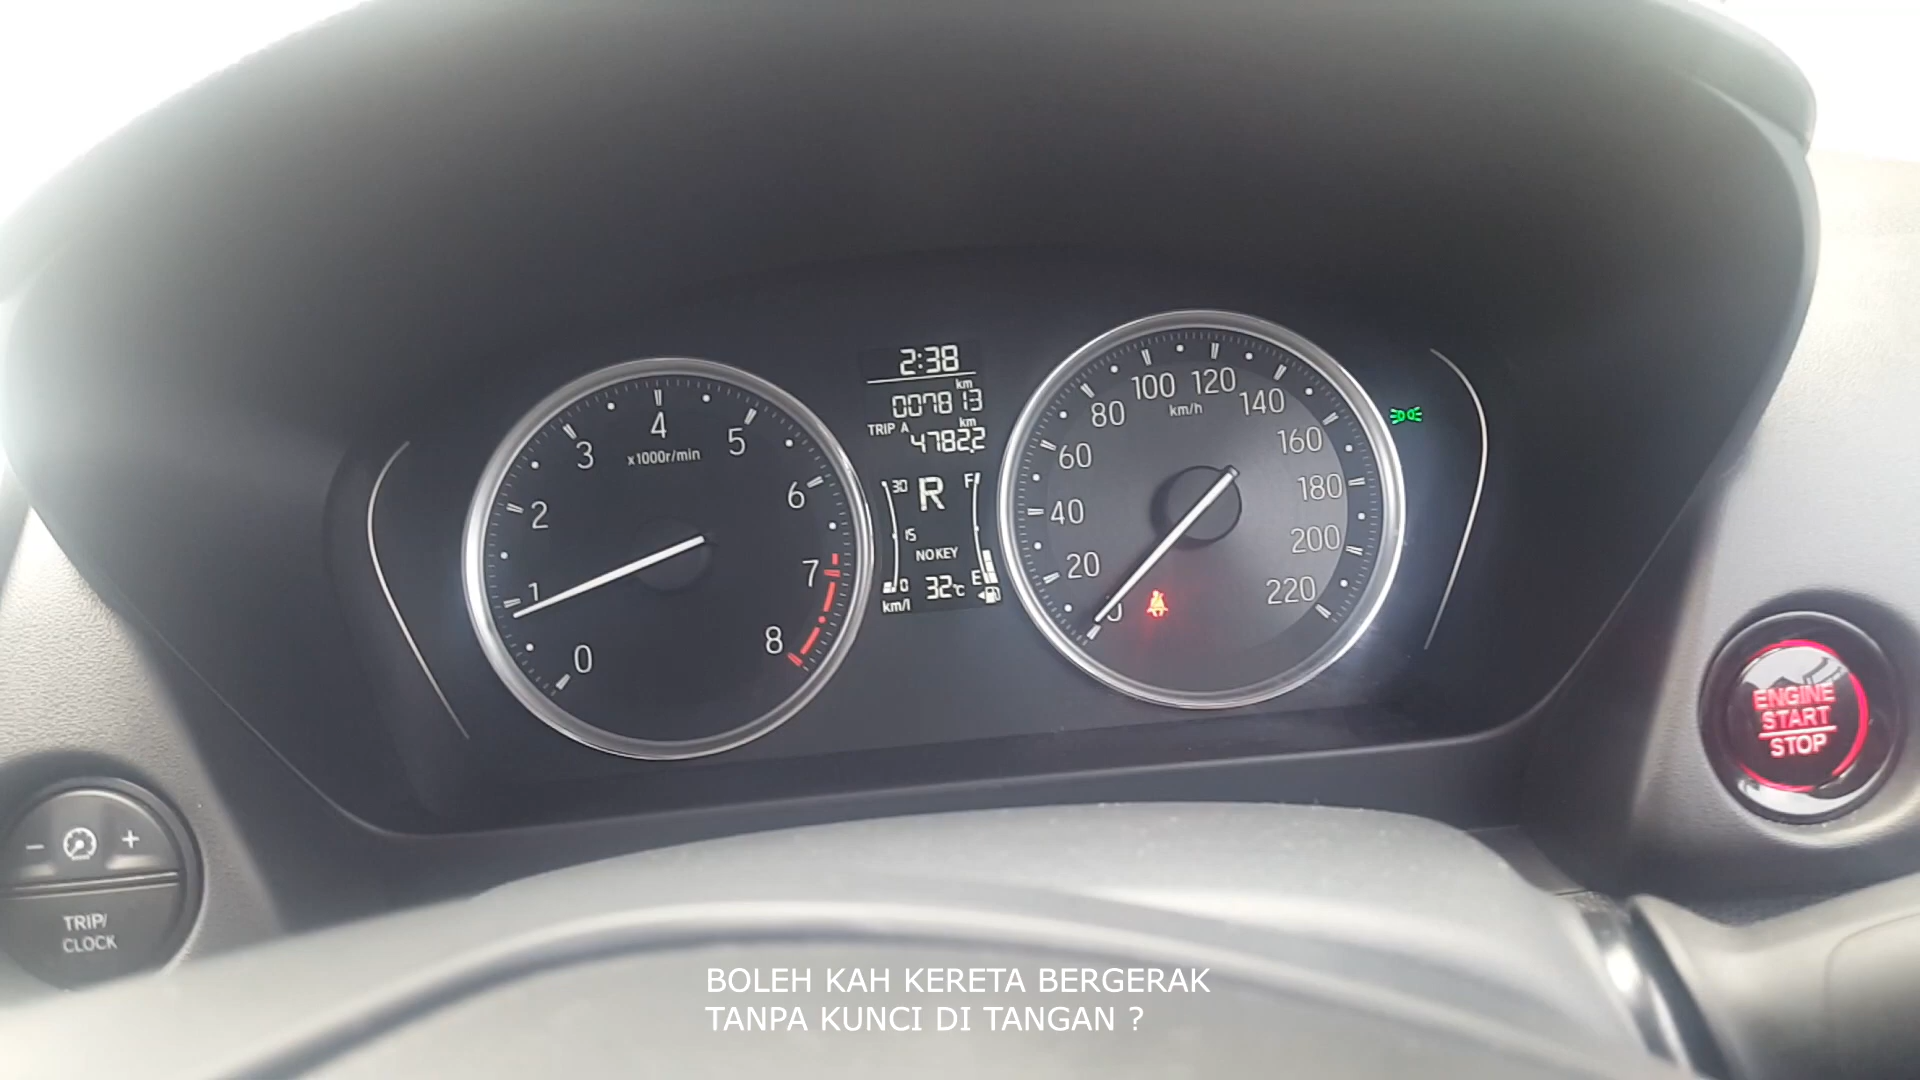 2:38
km
007813
TRIP A
km
4782.2
0
1
2
3
4
5
6
7
8
x1000r/min
30
R
F
15
NO KEY
0
32°C
E
km/l
0
20
40
60
80
100
120
140
160
180
200
220
km/h
ENGINE
START
STOP
− +
TRIP/
CLOCK
BOLEH KAH KERETA BERGERAK
TANPA KUNCI DI TANGAN ?